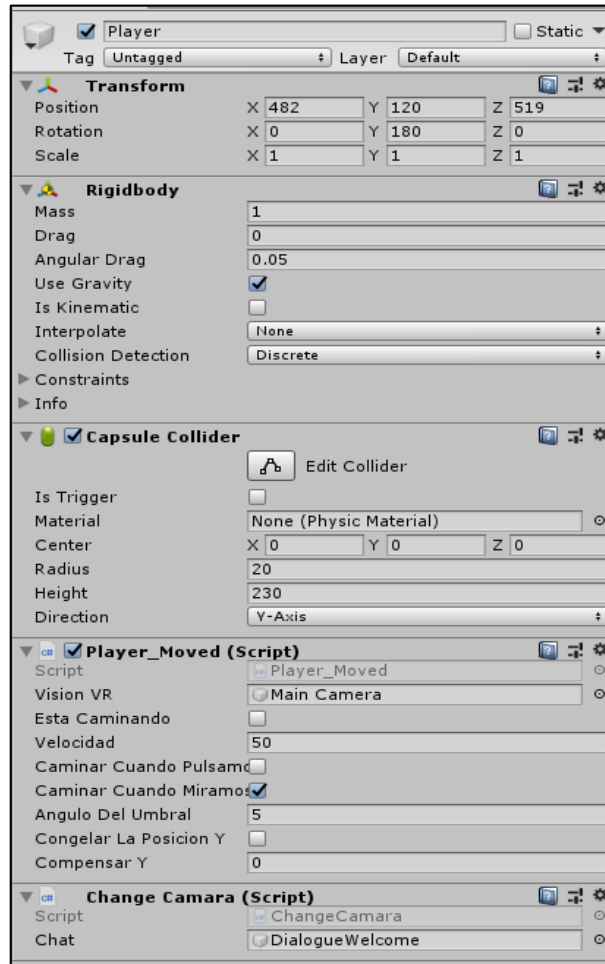 Player Static
Tag Untagged Layer Default
Transform
Position X 482 Y 120 Z 519
Rotation X 0 Y 180 Z 0
Scale X 1 Y 1 Z 1
Rigidbody
Mass 1
Drag 0
Angular Drag 0.05
Use Gravity
Is Kinematic
Interpolate None
Collision Detection Discrete
Constraints
Info
Capsule Collider
Edit Collider
Is Trigger
Material None (Physic Material)
Center X 0 Y 0 Z 0
Radius 20
Height 230
Direction Y-Axis
c# Player_Moved (Script)
Script Player_Moved
Vision VR Main Camera
Esta Caminando
Velocidad 50
Caminar Cuando Pulsamo
Caminar Cuando Miramos
Angulo Del Umbral 5
Congelar La Posicion Y
Compensar Y 0
c# Change Camara (Script)
Script ChangeCamara
Chat DialogueWelcome